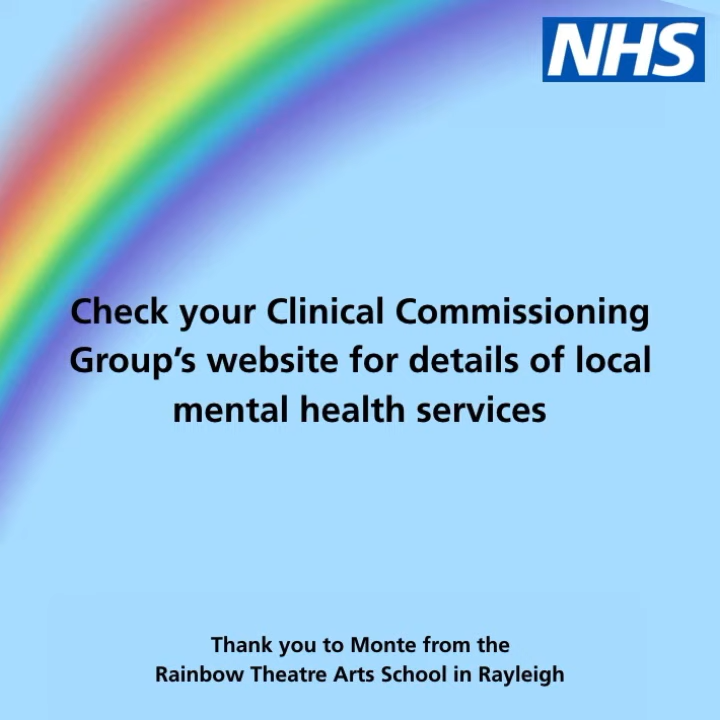 NHS
Check your Clinical Commissioning
Group’s website for details of local
mental health services
Thank you to Monte from the
Rainbow Theatre Arts School in Rayleigh